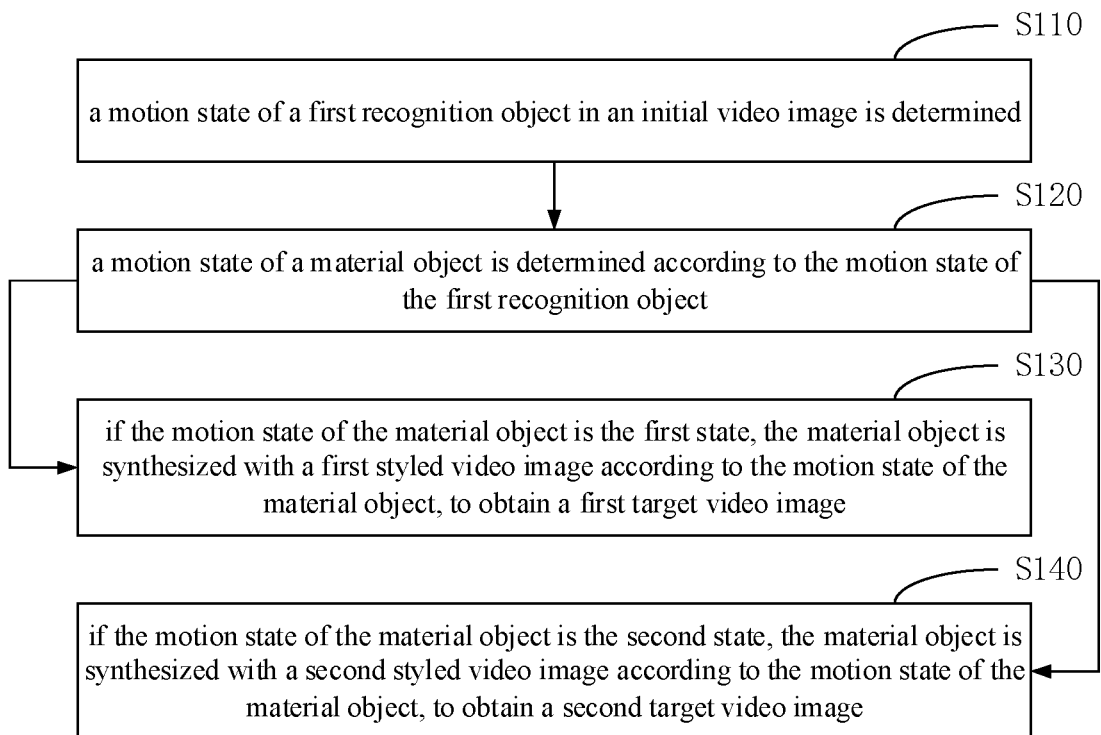 S110
a motion state of a first recognition object in an initial video image is determined
S120
a motion state of a material object is determined according to the motion state of
the first recognition object
S130
if the motion state of the material object is the first state, the material object is
synthesized with a first styled video image according to the motion state of the
material object, to obtain a first target video image
S140
if the motion state of the material object is the second state, the material object is
synthesized with a second styled video image according to the motion state of the
material object, to obtain a second target video image